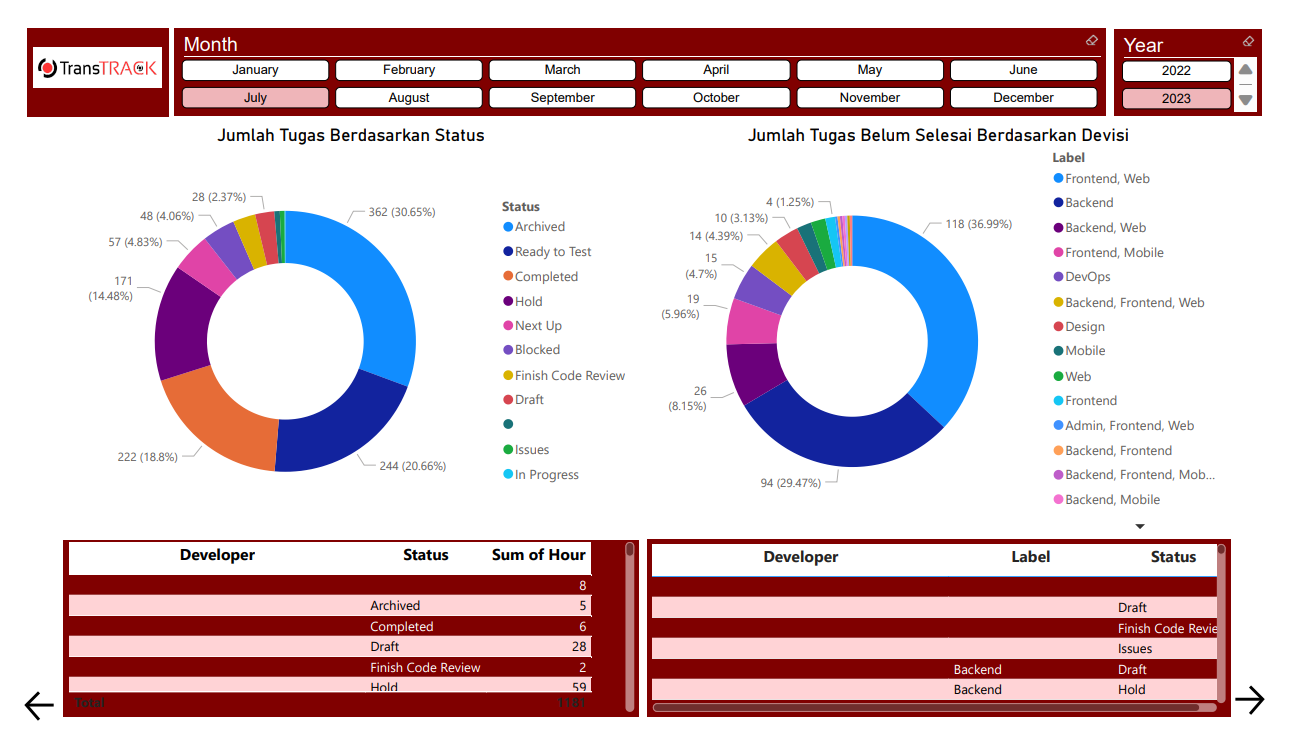 TransTRACK
Month
January
February
March
April
May
June
July
August
September
October
November
December
Year
2022
2023
Jumlah Tugas Berdasarkan Status
28 (2.37%)
48 (4.06%)
57 (4.83%)
171
(14.48%)
222 (18.8%)
244 (20.66%)
362 (30.65%)
Status
Archived
Ready to Test
Completed
Hold
Next Up
Blocked
Finish Code Review
Draft
Issues
In Progress
Jumlah Tugas Belum Selesai Berdasarkan Devisi
4 (1.25%)
10 (3.13%)
14 (4.39%)
15
(4.7%)
19
(5.96%)
26
(8.15%)
94 (29.47%)
118 (36.99%)
Label
Frontend, Web
Backend
Backend, Web
Frontend, Mobile
DevOps
Backend, Frontend, Web
Design
Mobile
Web
Frontend
Admin, Frontend, Web
Backend, Frontend
Backend, Frontend, Mob...
Backend, Mobile
Developer Status Sum of Hour
8
Archived 5
Completed 6
Draft 28
Finish Code Review 2
Hold 59
Total
Developer Label Status
Draft
Finish Code Revie
Issues
Backend Draft
Backend Hold